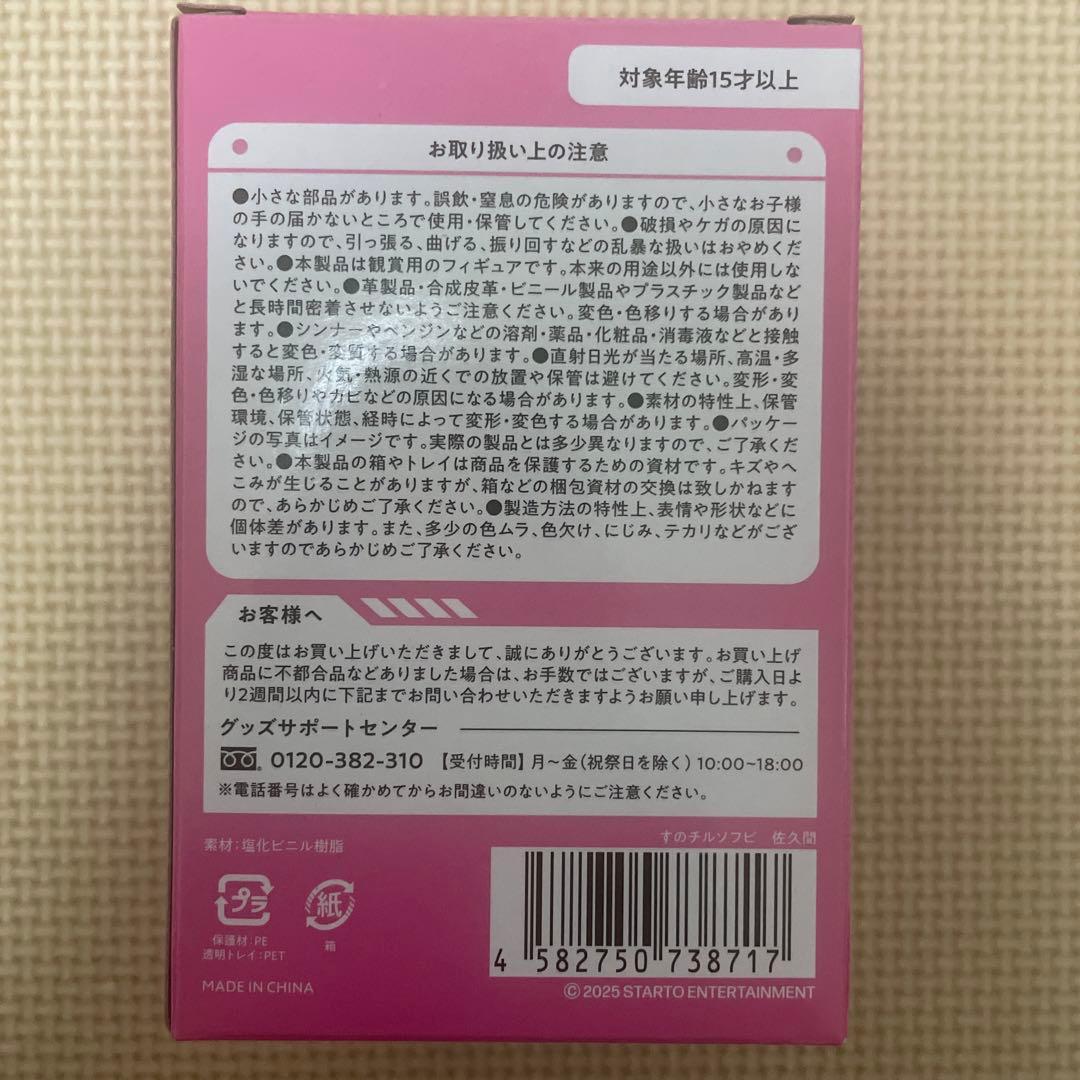 対象年齢15才以上
お取り扱い上の注意
●小さな部品があります。誤飲・窒息の危険がありますので、小さなお子様
の手の届かないところで使用・保管してください。●破損やケガの原因に
なりますので、引っ張る、曲げる、振り回すなどの乱暴な扱いはおやめくだ
さい。●本製品は観賞用のフィギュアです。本来の用途以外には使用しな
いでください。●革製品・合成皮革・ビニール製品やプラスチック製品など
と長時間密着させないようご注意ください。変色・色移りする場合があり
ます。●シンナーやベンジンなどの溶剤・薬品・化粧品・消毒液などと接触
すると変色・変質する場合があります。●直射日光が当たる場所、高温・多
湿な場所、火気・熱源の近くでの放置や保管は避けてください。変形・変
色・色移りやカビなどの原因になる場合があります。●素材の特性上、保管
環境、保管状態、経時によって変形・変色する場合があります。●パッケー
ジの写真はイメージです。実際の製品とは多少異なりますので、ご了承くだ
さい。●本製品の箱やトレイは商品を保護するための資材です。キズやへ
こみが生じることがありますが、箱などの梱包資材の交換は致しかねます
ので、あらかじめご了承ください。●製造方法の特性上、表情や形状などに
個体差があります。また、多少の色ムラ、色欠け、にじみ、テカリなどがござ
いますのであらかじめご了承ください。
お客様へ
この度はお買い上げいただきまして、誠にありがとうございます。お買い上げ
商品に不都合品などありました場合は、お手数ではございますが、ご購入日よ
り2週間以内に下記までお問い合わせいただきますようお願い申し上げます。
グッズサポートセンター
0120-382-310 【受付時間】月～金（祝祭日を除く）10:00~18:00
※電話番号はよく確かめてからお間違いのないようにご注意ください。
素材：塩化ビニル樹脂
すのチルソフビ 佐久間
プラ
紙
保護材：PE
透明トレイ：PET
箱
4 582750 738717
MADE IN CHINA
© 2025 STARTO ENTERTAINMENT